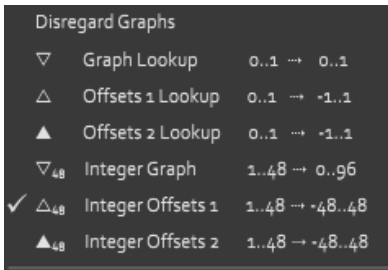 Disregard Graphs
▽ Graph Lookup 0..1 ⇢ 0..1
△ Offsets 1 Lookup 0..1 ⇢ -1..1
▲ Offsets 2 Lookup 0..1 ⇢ -1..1
▽48 Integer Graph 1..48 ⇢ 0..96
✓ △48 Integer Offsets 1 1..48 ⇢ -48..48
▲48 Integer Offsets 2 1..48 → -48..48